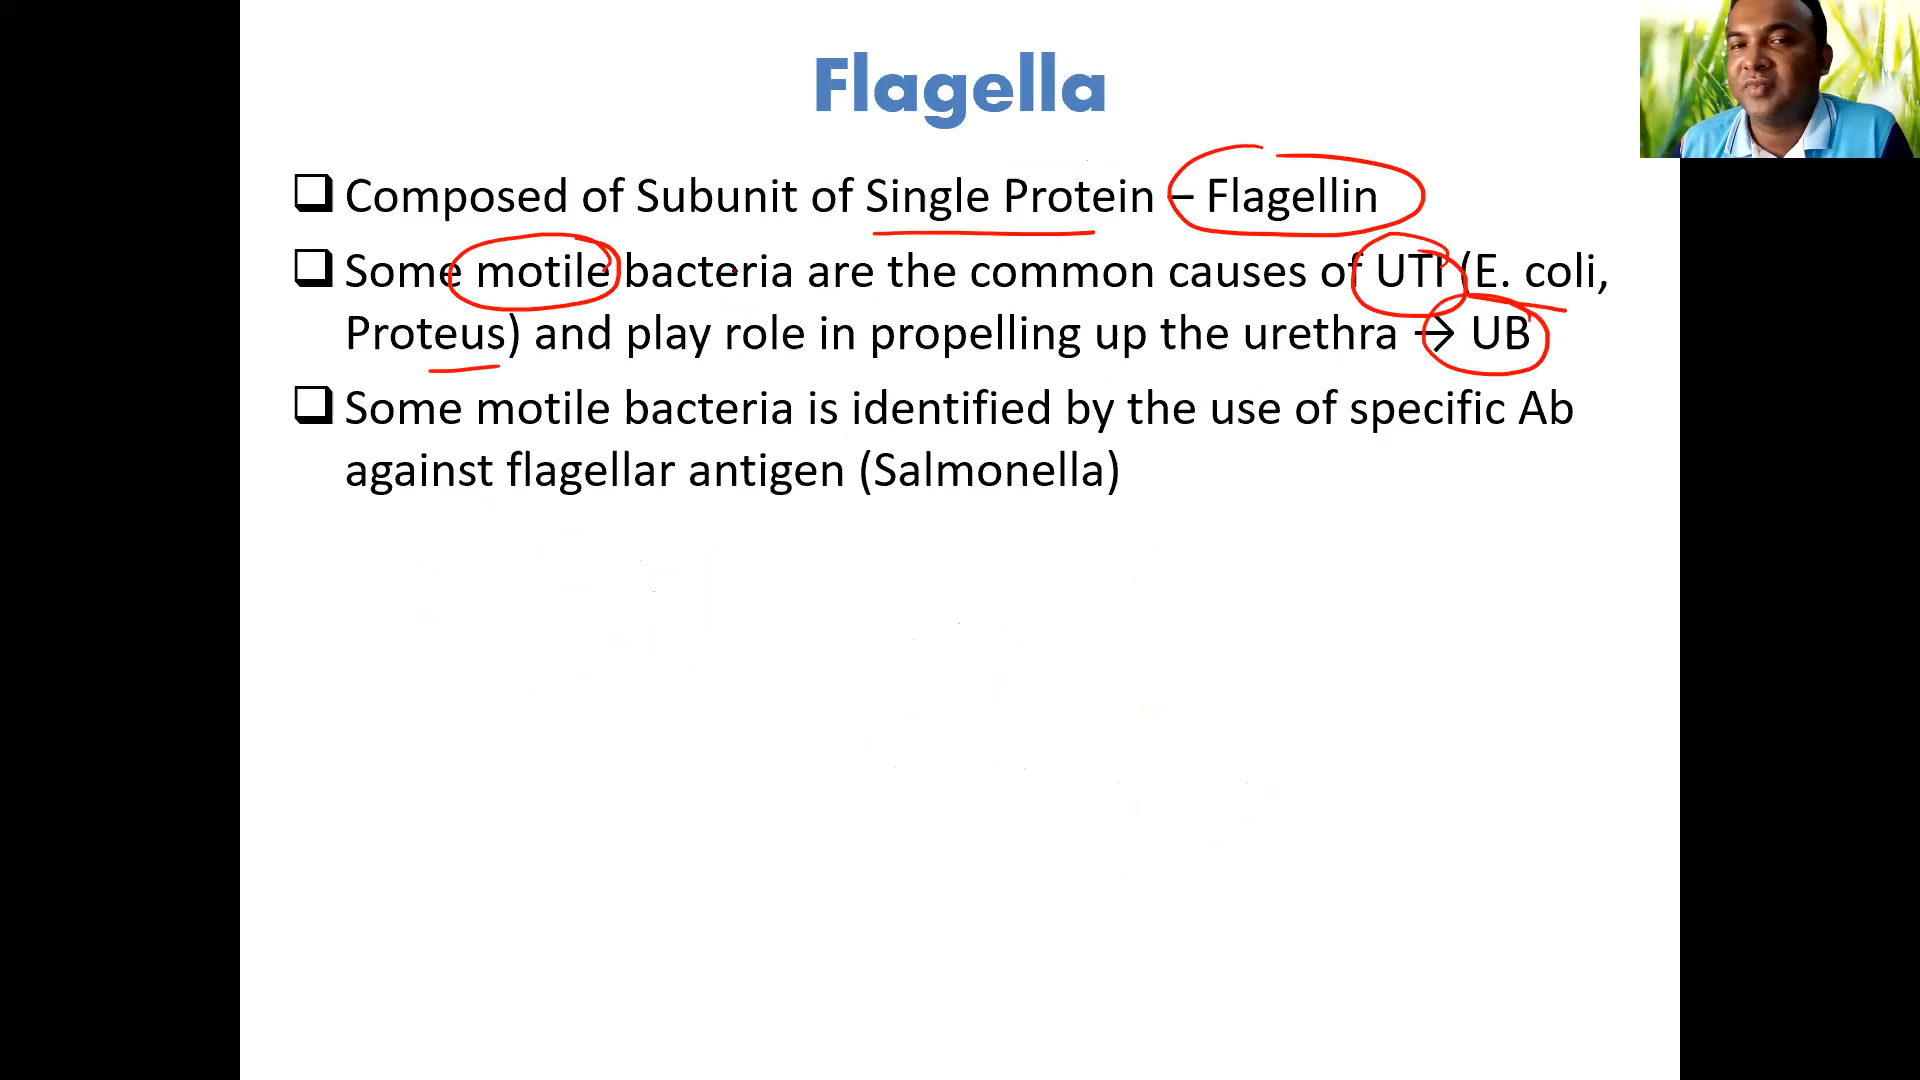 Flagella
❑ Composed of Subunit of Single Protein – Flagellin
❑ Some motile bacteria are the common causes of UTI (E. coli,
Proteus) and play role in propelling up the urethra → UB
❑ Some motile bacteria is identified by the use of specific Ab
against flagellar antigen (Salmonella)